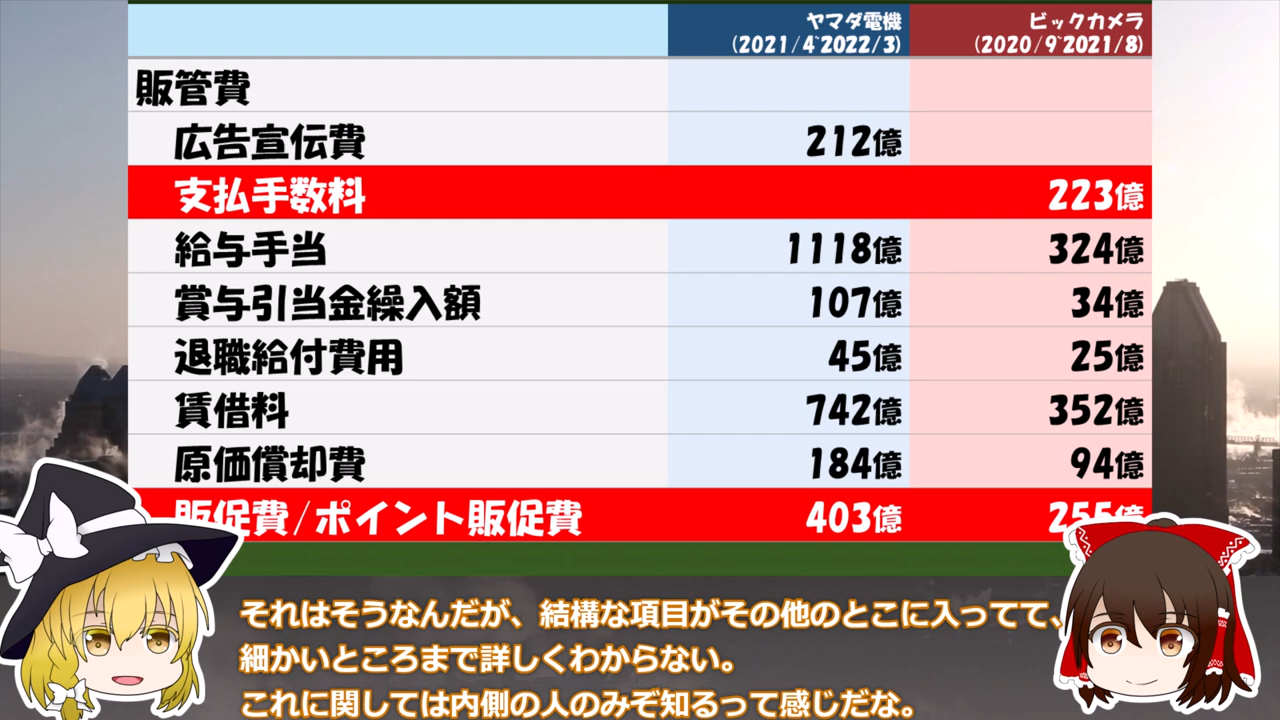 ヤマダ電機 ビックカメラ
(2021/4~2022/3) (2020/9~2021/8)
販管費
広告宣伝費 212億
支払手数料 223億
給与手当 1118億 324億
賞与引当金繰入額 107億 34億
退職給付費用 45億 25億
賃借料 742億 352億
原価償却費 184億 94億
販促費/ポイント販促費 403億 255億
それはそうなんだが、結構な項目がその他のとこに入ってて、
細かいところまで詳しくわからない。
これに関しては内側の人のみぞ知るって感じだな。